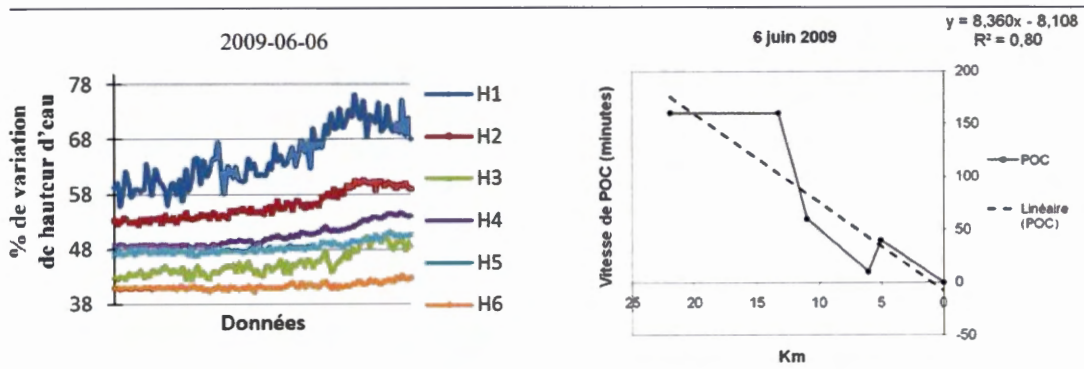 2009-06-06
% de variation
de hauteur d'eau
78
68
58
48
38
Données
H1
H2
H3
H4
H5
H6
6 juin 2009
y = 8,360x - 8,108
R² = 0,80
Vitesse de POC (minutes)
200
150
100
50
0
-50
25
20
15
10
5
0
Km
POC
Linéaire
(POC)